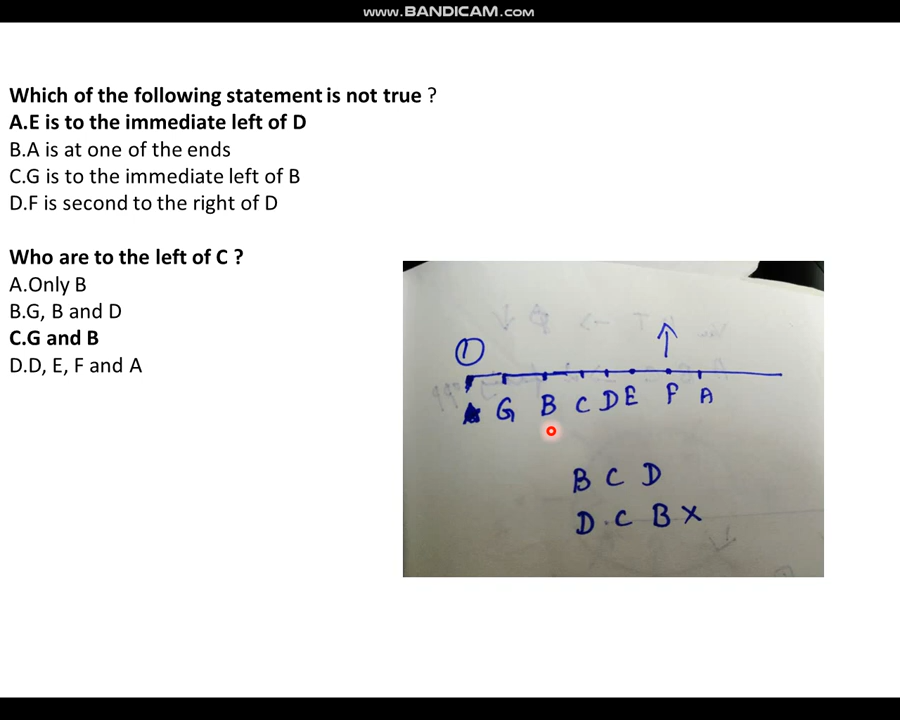 www.BANDICAM.com
Which of the following statement is not true ?
A.E is to the immediate left of D
B.A is at one of the ends
C.G is to the immediate left of B
D.F is second to the right of D
Who are to the left of C ?
A.Only B
B.G, B and D
C.G and B
D.D, E, F and A
1
G B C D E F A
B C D
D . C B X